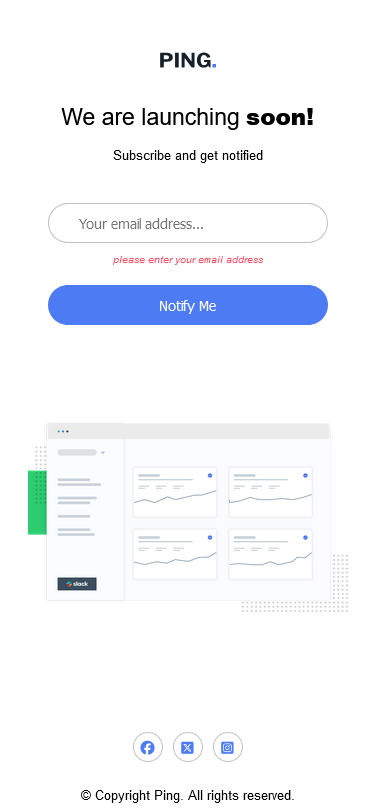 PING.
We are launching soon!
Subscribe and get notified
Your email address...
please enter your email address
Notify Me
slack
© Copyright Ping. All rights reserved.